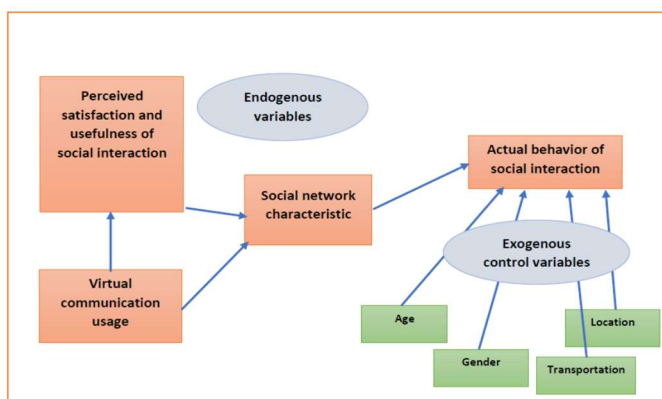 Perceived
satisfaction and
usefulness of
social interaction
Endogenous
variables
Actual behavior of
social interaction
Social network
characteristic
Exogenous
control variables
Virtual
communication
usage
Age
Location
Gender
Transportation